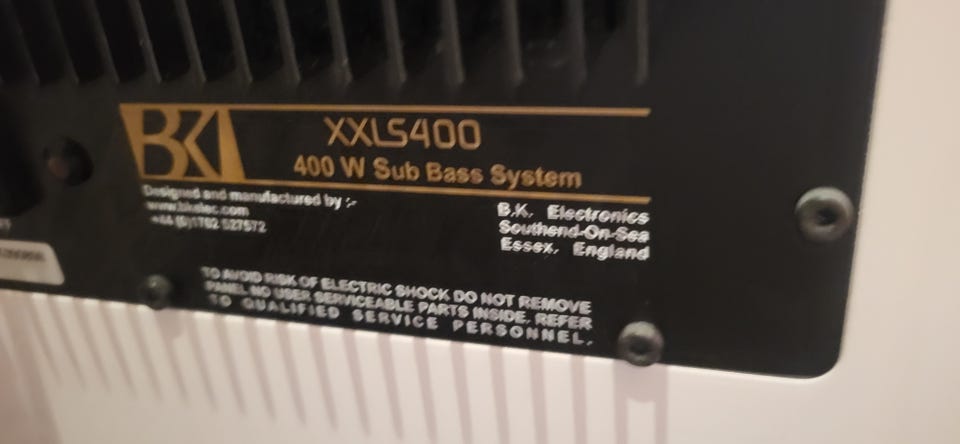 BK
XXLS400
400 W Sub Bass System
Designed and manufactured by :-
www.bkelec.com
+44 (0)1702 527572
B.K. Electronics
Southend-On-Sea
Essex, England
TO AVOID RISK OF ELECTRIC SHOCK DO NOT REMOVE
PANEL NO USER SERVICEABLE PARTS INSIDE. REFER
TO QUALIFIED SERVICE PERSONNEL.